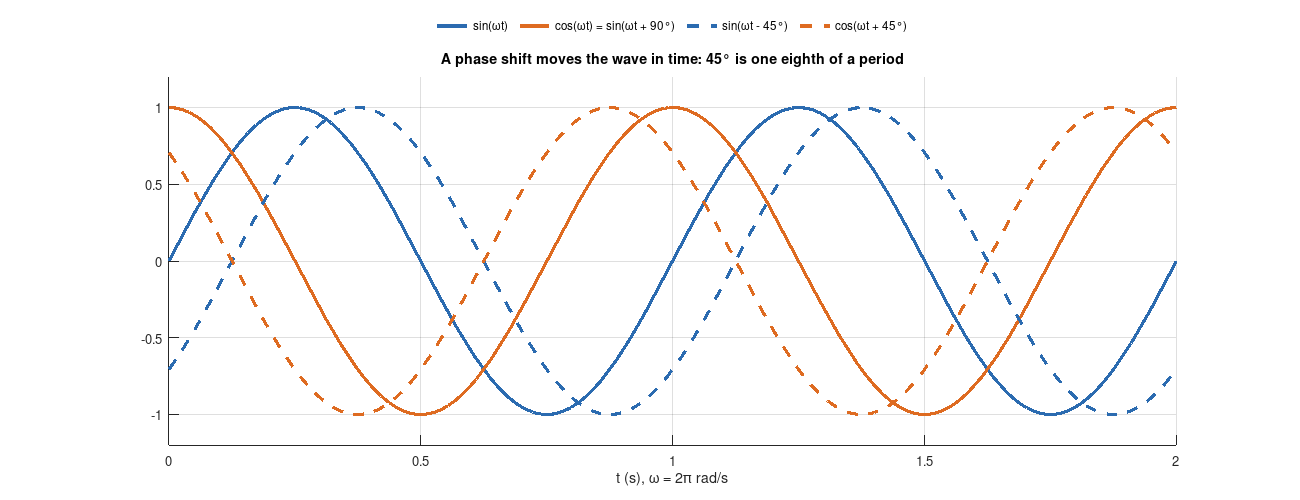 sin(ωt) cos(ωt) = sin(ωt + 90°) sin(ωt - 45°) cos(ωt + 45°)
A phase shift moves the wave in time: 45° is one eighth of a period
1
0.5
0
-0.5
-1
0 0.5 1 1.5 2
t (s), ω = 2π rad/s